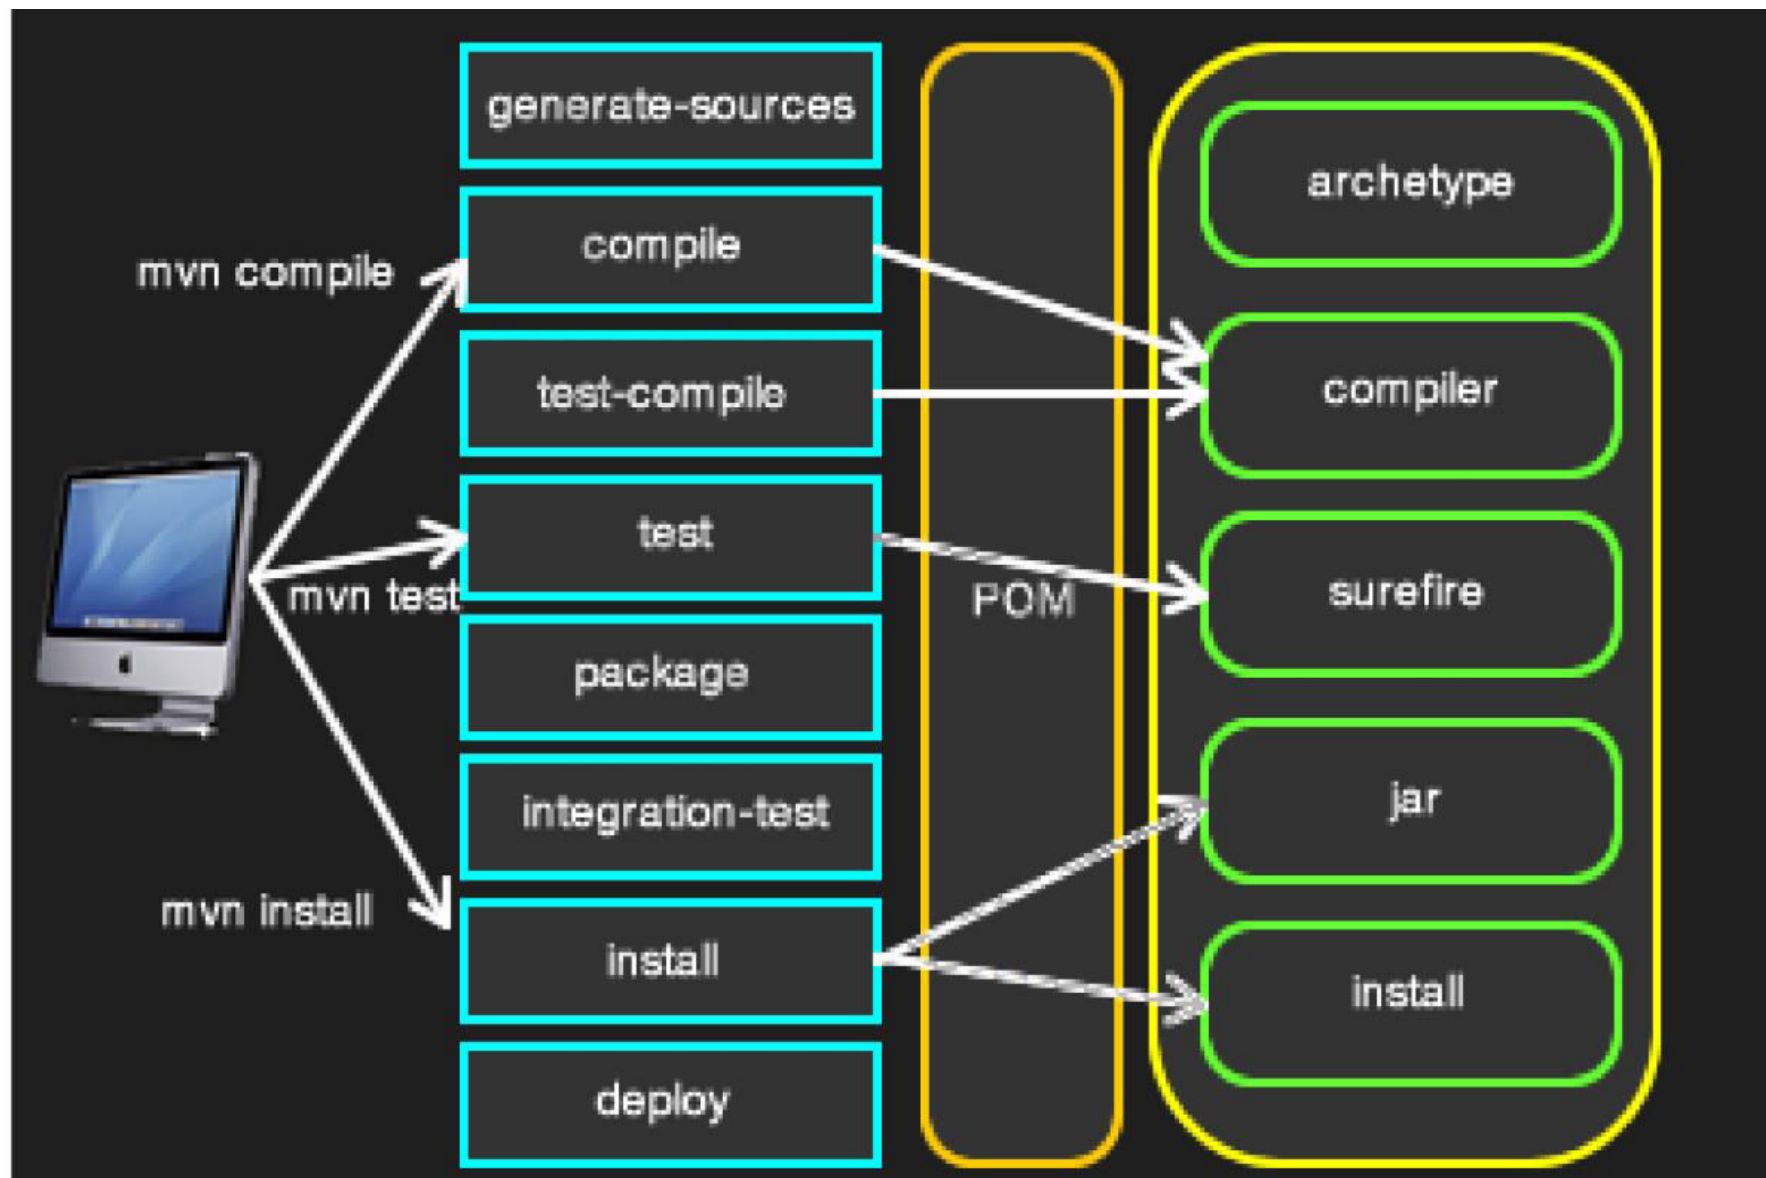 generate-sources
compile
mvn compile
test-compile
test
mvn test
package
integration-test
mvn install
install
deploy
POM
archetype
compiler
surefire
jar
install